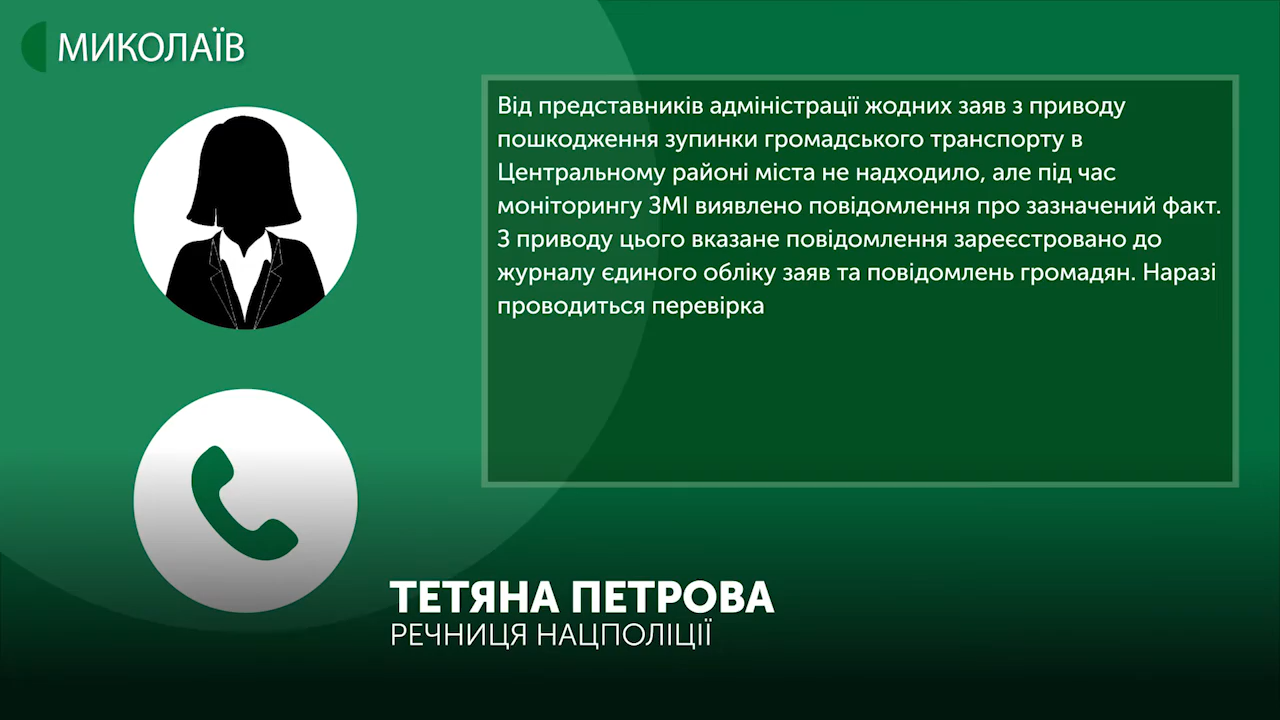 МИКОЛАЇВ
Від представників адміністрації жодних заяв з приводу
пошкодження зупинки громадського транспорту в
Центральному районі міста не надходило, але під час
моніторингу ЗМІ виявлено повідомлення про зазначений факт.
З приводу цього вказане повідомлення зареєстровано до
журналу єдиного обліку заяв та повідомлень громадян. Наразі
проводиться перевірка
ТЕТЯНА ПЕТРОВА
РЕЧНИЦЯ НАЦПОЛІЦІЇ